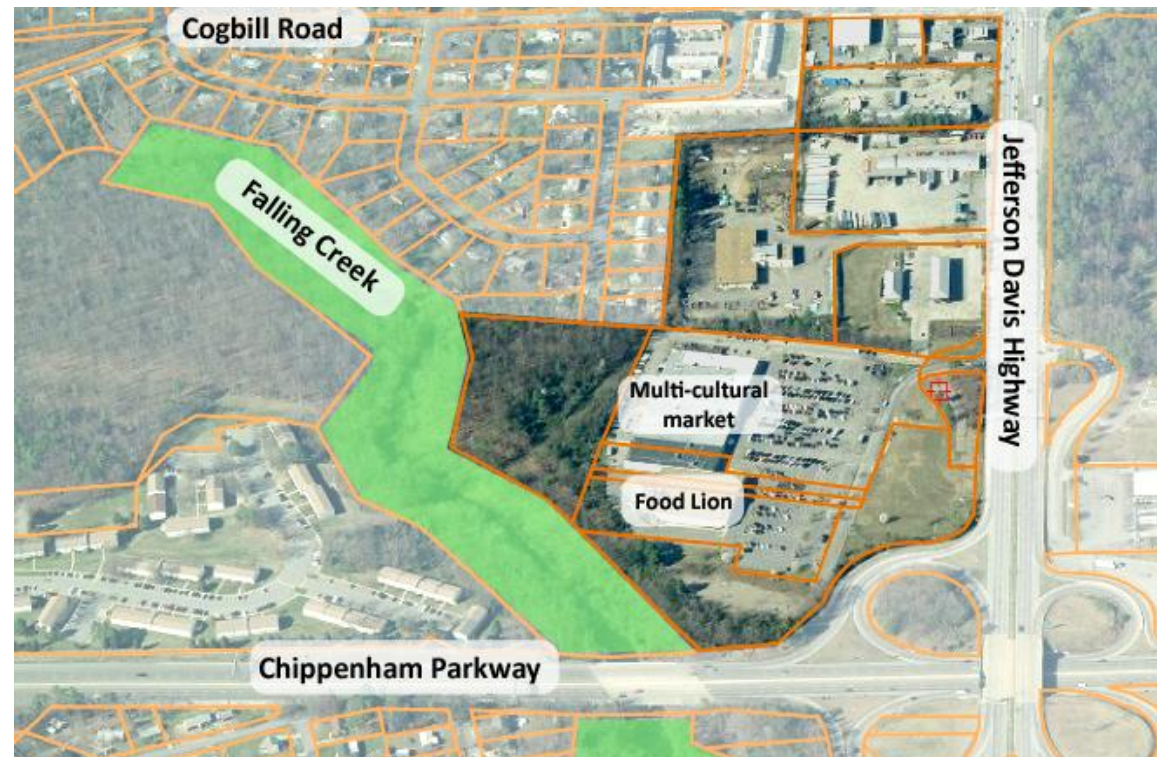 Cogbill Road
Falling Creek
Jefferson Davis Highway
Multi-cultural
market
Food Lion
Chippenham Parkway